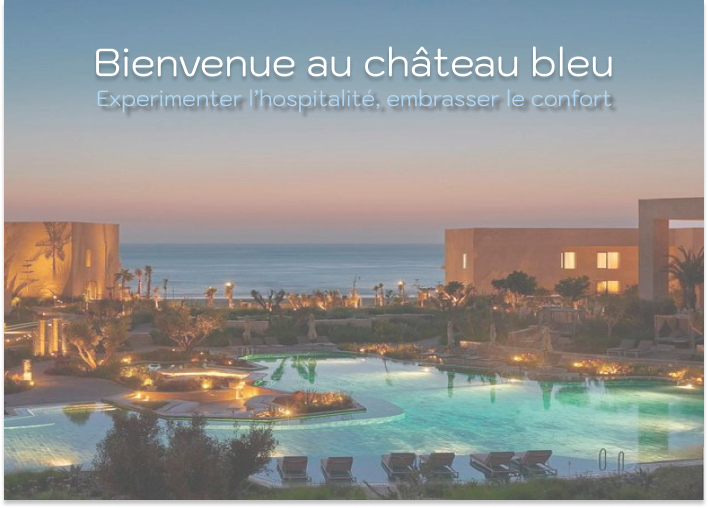 Bienvenue au château bleu
Experimenter l'hospitalité, embrasser le confort